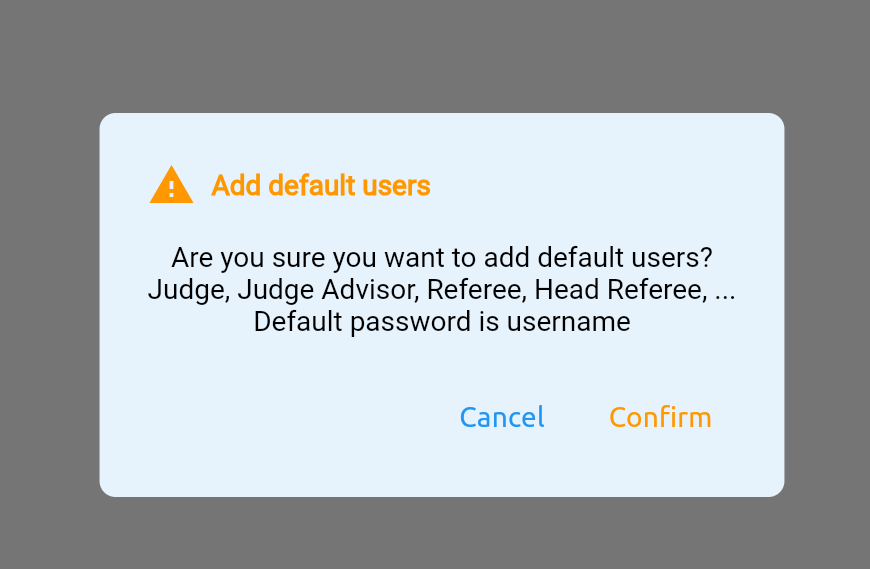 Add default users
Are you sure you want to add default users?
Judge, Judge Advisor, Referee, Head Referee, ...
Default password is username
Cancel Confirm